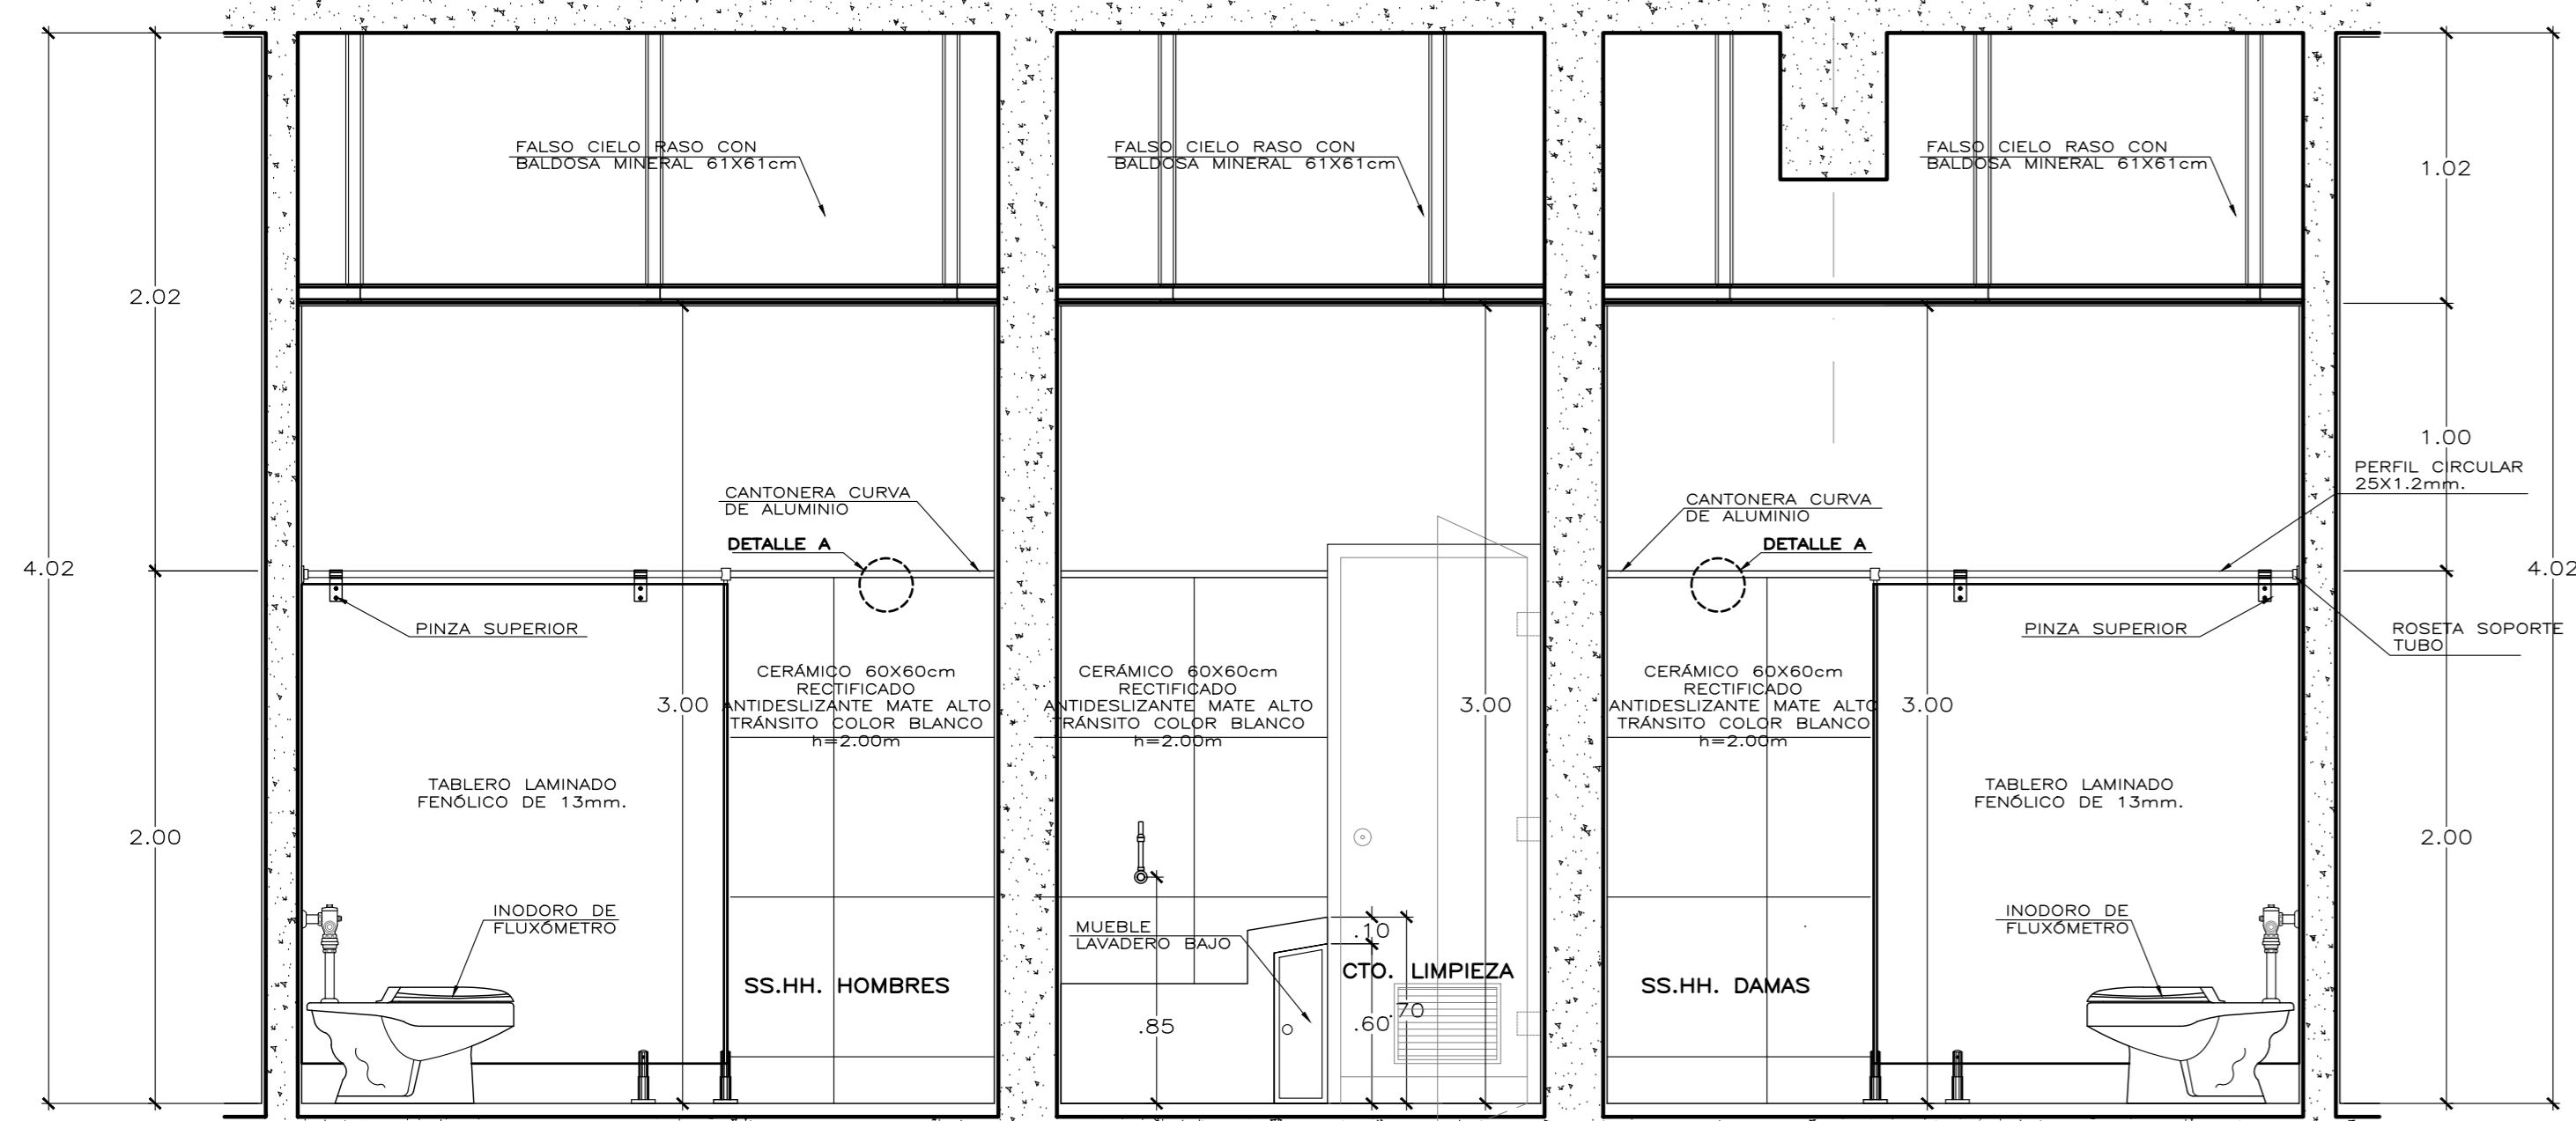 FALSO CIELO RASO CON
BALDOSA MINERAL 61X61cm
FALSO CIELO RASO CON
BALDOSA MINERAL 61X61cm
FALSO CIELO RASO CON
BALDOSA MINERAL 61X61cm
1.02
2.02
1.00
PERFIL CIRCULAR
25X1.2mm.
CANTONERA CURVA
DE ALUMINIO
DETALLE A
CANTONERA CURVA
DE ALUMINIO
DETALLE A
4.02
4.02
PINZA SUPERIOR
PINZA SUPERIOR
ROSETA SOPORTE
TUBO
CERÁMICO 60X60cm
RECTIFICADO
ANTIDESLIZANTE MATE ALTO
TRÁNSITO COLOR BLANCO
h=2.00m
CERÁMICO 60X60cm
RECTIFICADO
ANTIDESLIZANTE MATE ALTO
TRÁNSITO COLOR BLANCO
h=2.00m
CERÁMICO 60X60cm
RECTIFICADO
ANTIDESLIZANTE MATE ALTO
TRÁNSITO COLOR BLANCO
h=2.00m
3.00
3.00
3.00
TABLERO LAMINADO
FENÓLICO DE 13mm.
TABLERO LAMINADO
FENÓLICO DE 13mm.
2.00
2.00
INODORO DE
FLUXÓMETRO
MUEBLE
LAVADERO BAJO
.10
INODORO DE
FLUXÓMETRO
SS.HH. HOMBRES
CTO. LIMPIEZA
SS.HH. DAMAS
.85
.60
.70